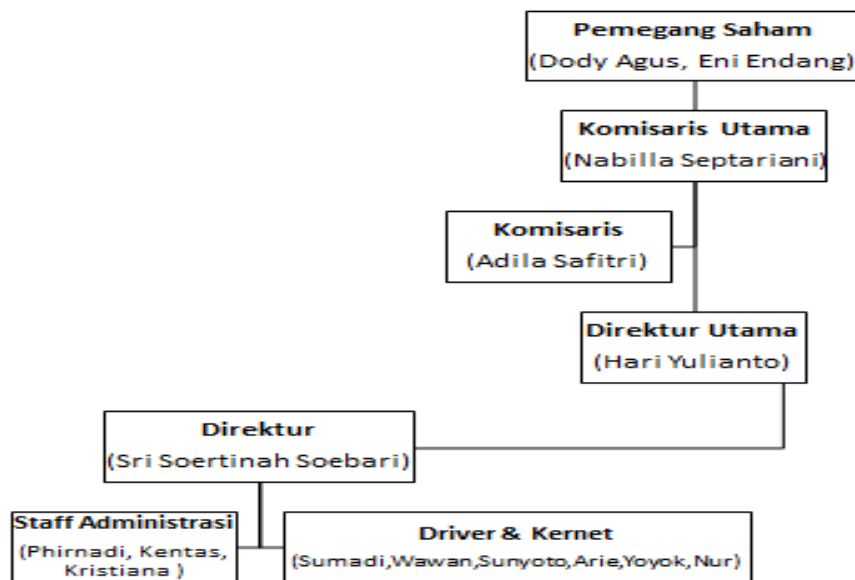 Pemegang Saham
(Dody Agus, Eni Endang)
Komisaris Utama
(Nabilla Septariani)
Komisaris
(Adila Safitri)
Direktur Utama
(Hari Yulianto)
Direktur
(Sri Soertinah Soebari)
Staff Administrasi
(Phirnadi, Kentas,
Kristiana )
Driver & Kernet
(Sumadi,Wawan,Sunyoto,Arie,Yoyok,Nur)